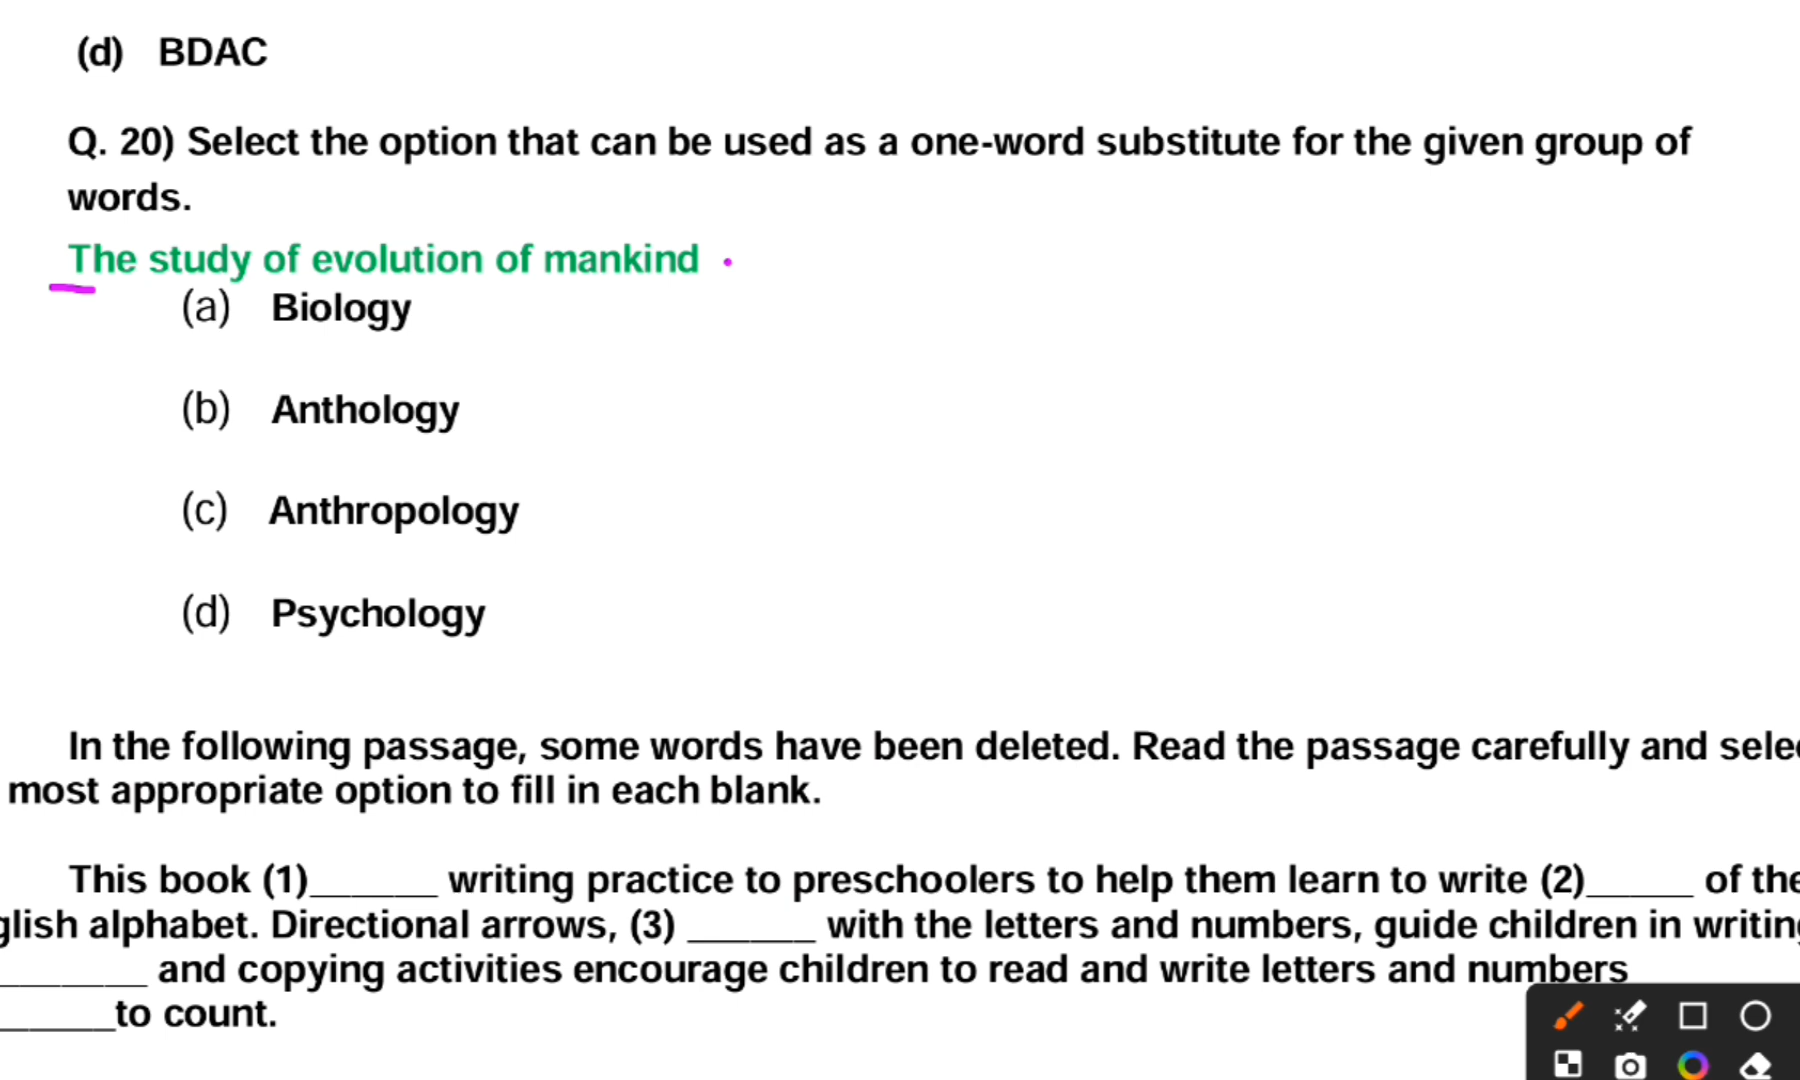 (d) BDAC
Q. 20) Select the option that can be used as a one-word substitute for the given group of
words.
The study of evolution of mankind
(a) Biology
(b) Anthology
(c) Anthropology
(d) Psychology
In the following passage, some words have been deleted. Read the passage carefully and
most appropriate option to fill in each blank.
This book (1)______ writing practice to preschoolers to help them learn to write (2)_____ of
alphabet. Directional arrows, (3) ______ with the letters and numbers, guide children in
_______ and copying activities encourage children to read and write letters and numbers
______to count.